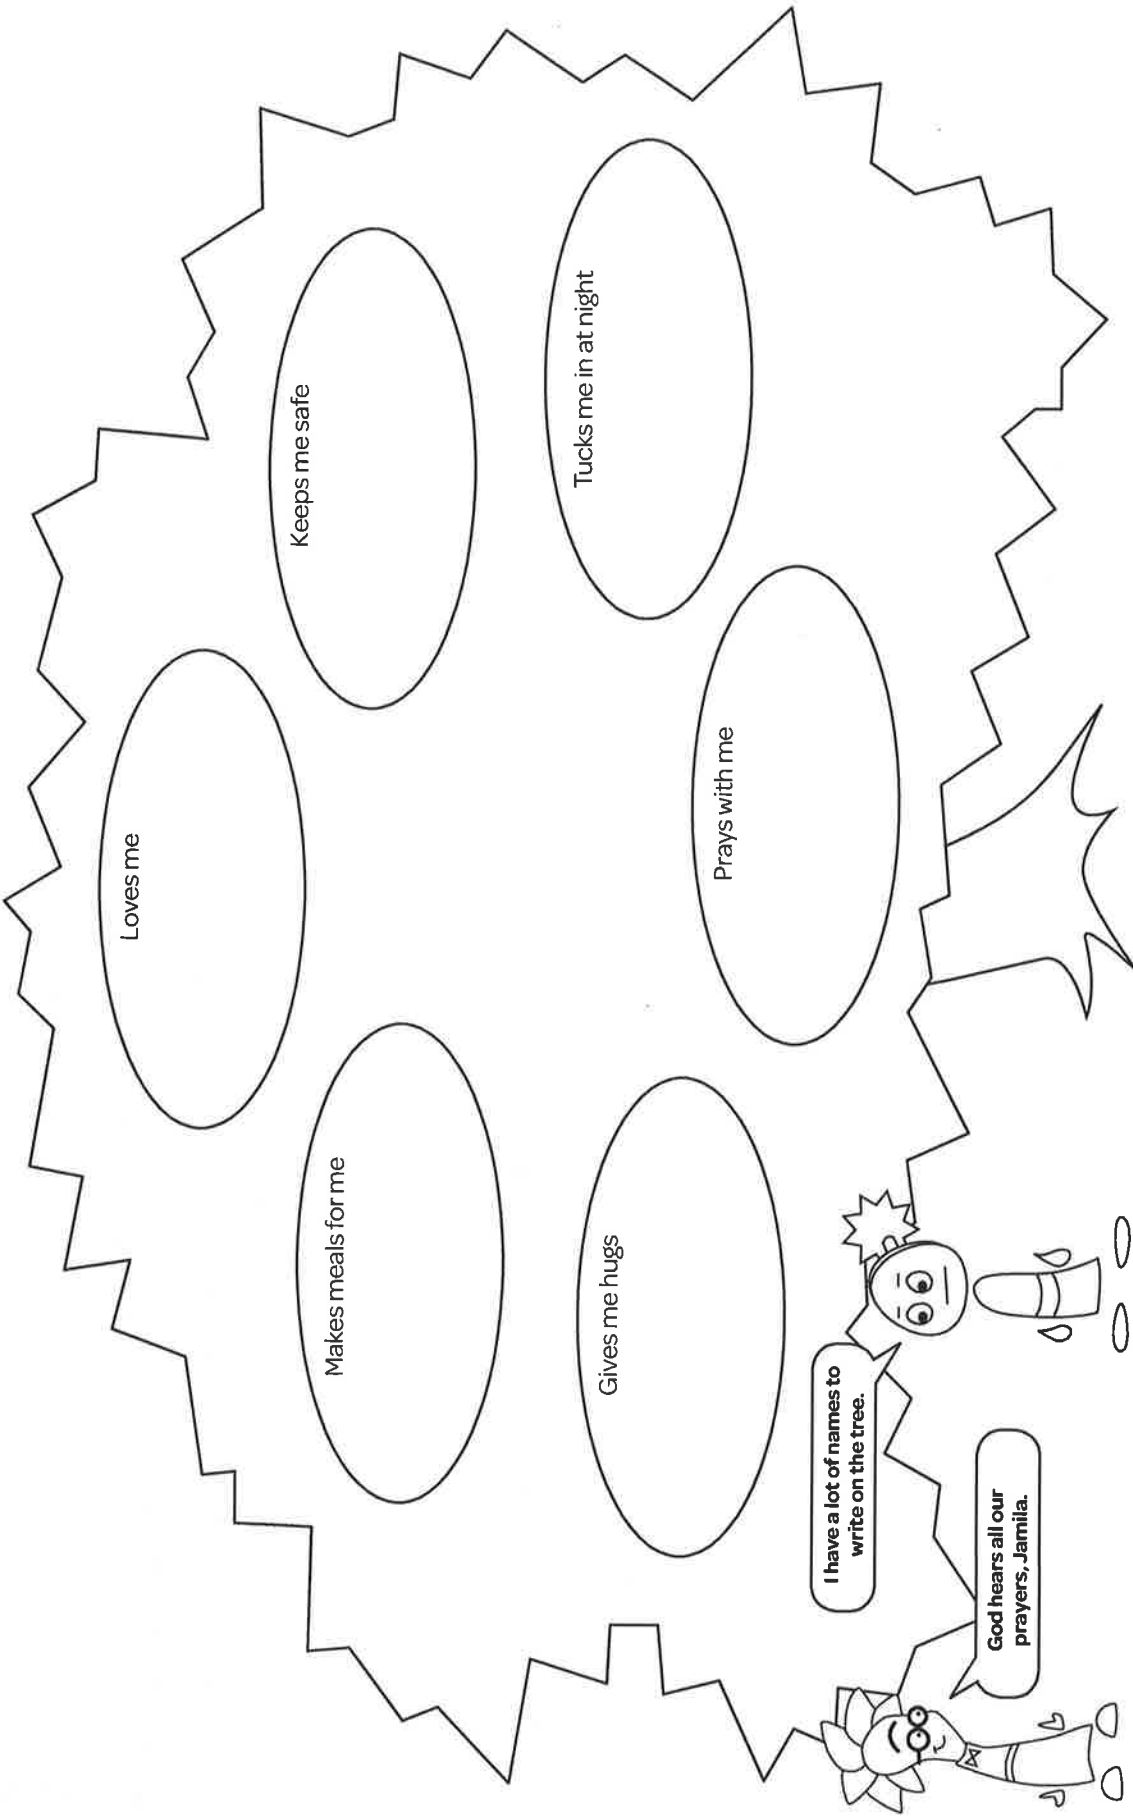 Loves me
Makes meals for me
Keeps me safe
Gives me hugs
Tucks me in at night
Prays with me
I have a lot of names to
write on the tree.
God hears all our
prayers, Jamila.